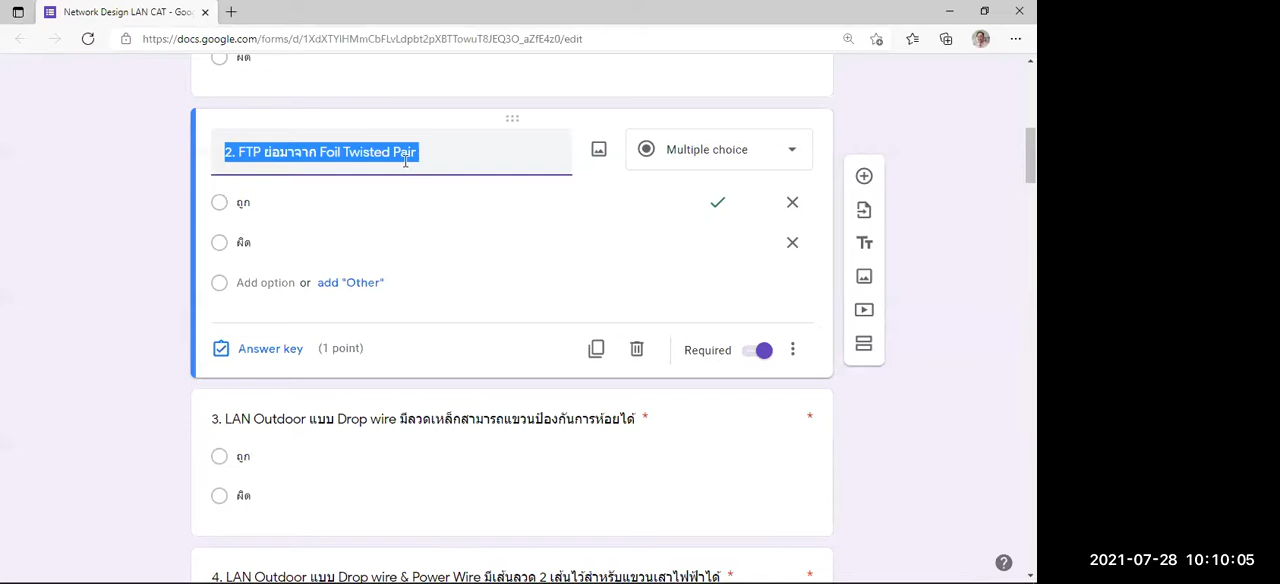 Network Design LAN CAT - Goo
https://docs.google.com/forms/d/1XdXTYlHMmCbFLvLdpbt2pXBTTowuT8JEQ3O_aZfE4z0/edit
ผิด
2. FTP ย่อมาจาก Foil Twisted Pair
Multiple choice
ถูก
ผิด
Add option or add "Other"
Answer key (1 point)
Required
3. LAN Outdoor แบบ Drop wire มีลวดเหล็กสามารถแขวนป้องกันการห้อยได้ *
*
ถูก
ผิด
4. LAN Outdoor แบบ Drop wire & Power Wire มีเส้นลวด 2 เส้นไว้สำหรับแขวนเสาไฟฟ้าได้ *
*
2021-07-28 10:10:05